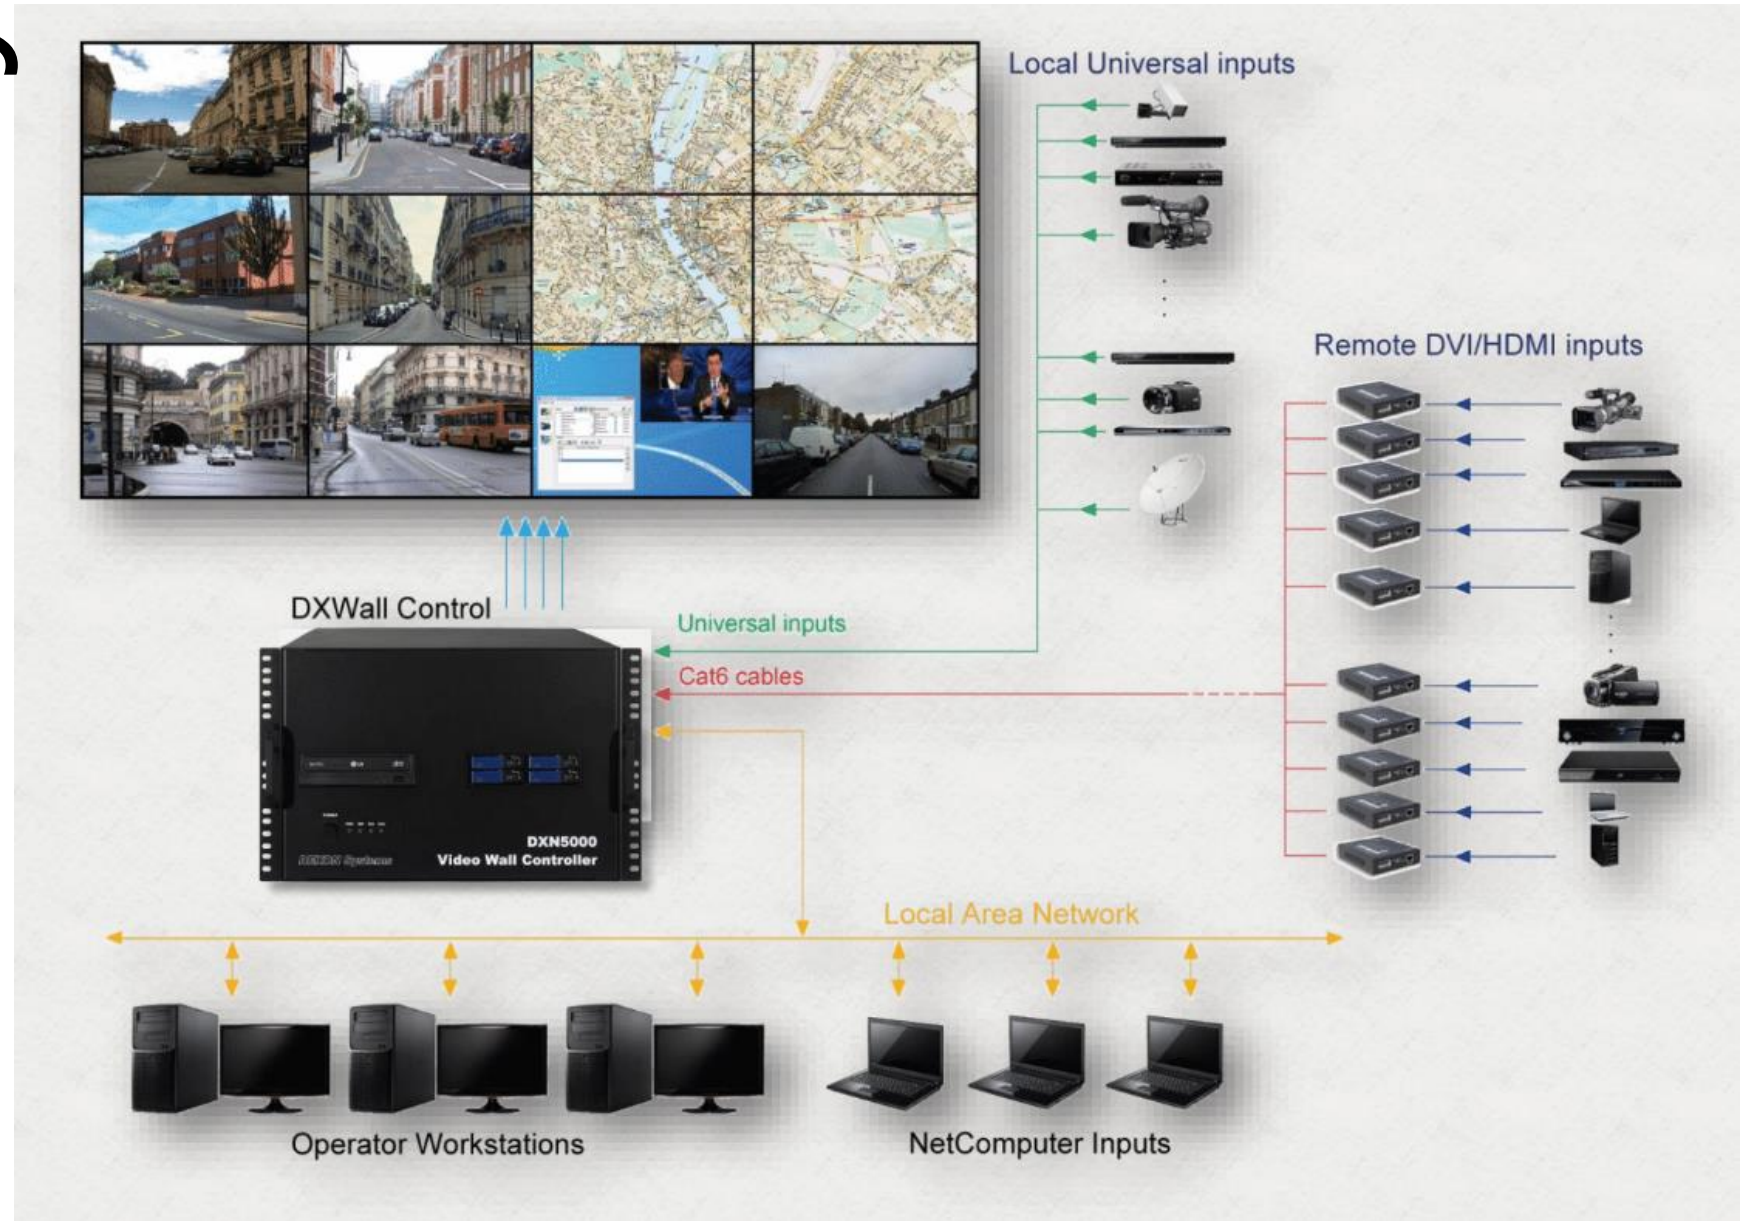 Local Universal inputs
Remote DVI/HDMI inputs
DXWall Control
Universal inputs
Cat6 cables
DXN5000
Video Wall Controller
Systems
Local Area Network
Operator Workstations
NetComputer Inputs